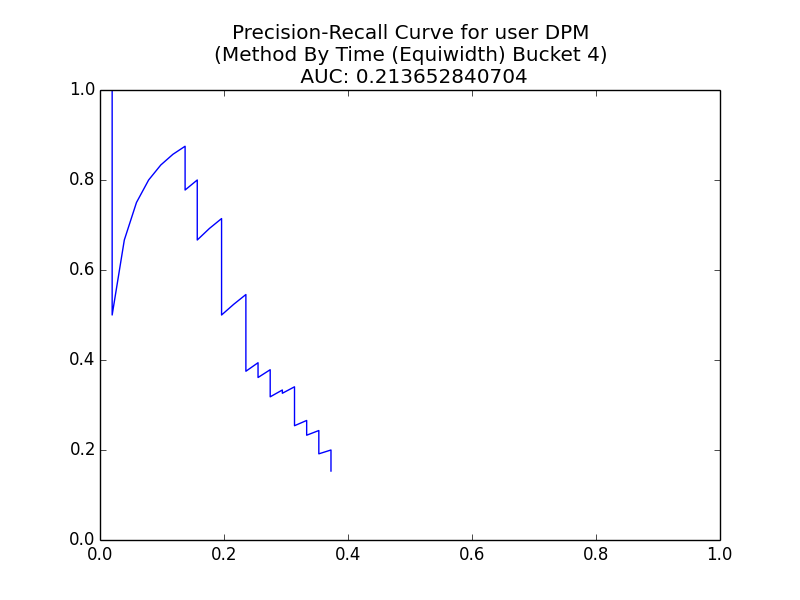 Precision-Recall Curve for user DPM
(Method By Time (Equiwidth) Bucket 4)
AUC: 0.213652840704
1.0
0.8
0.6
0.4
0.2
0.0
0.0 0.2 0.4 0.6 0.8 1.0